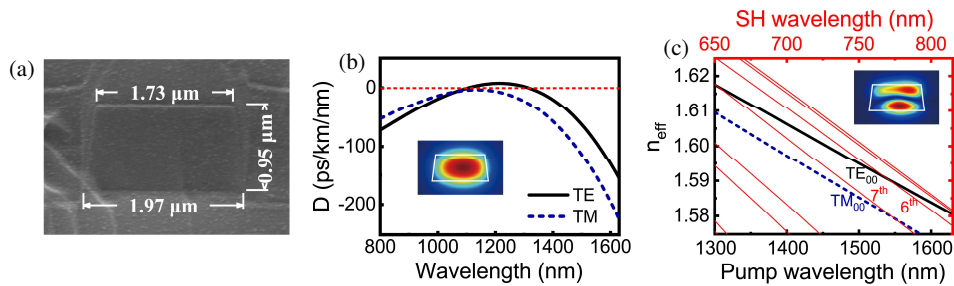 (a)
1.73 μm
0.95 μm
1.97 μm
(b)
D (ps/km/nm)
0
-100
-200
TE
TM
800 1000 1200 1400 1600
Wavelength (nm)
SH wavelength (nm)
650 700 750 800
(c)
n_eff
1.62
1.61
1.60
1.59
1.58
TE₀₀
TM₀₀
7ᵗʰ
6ᵗʰ
1300 1400 1500 1600
Pump wavelength (nm)